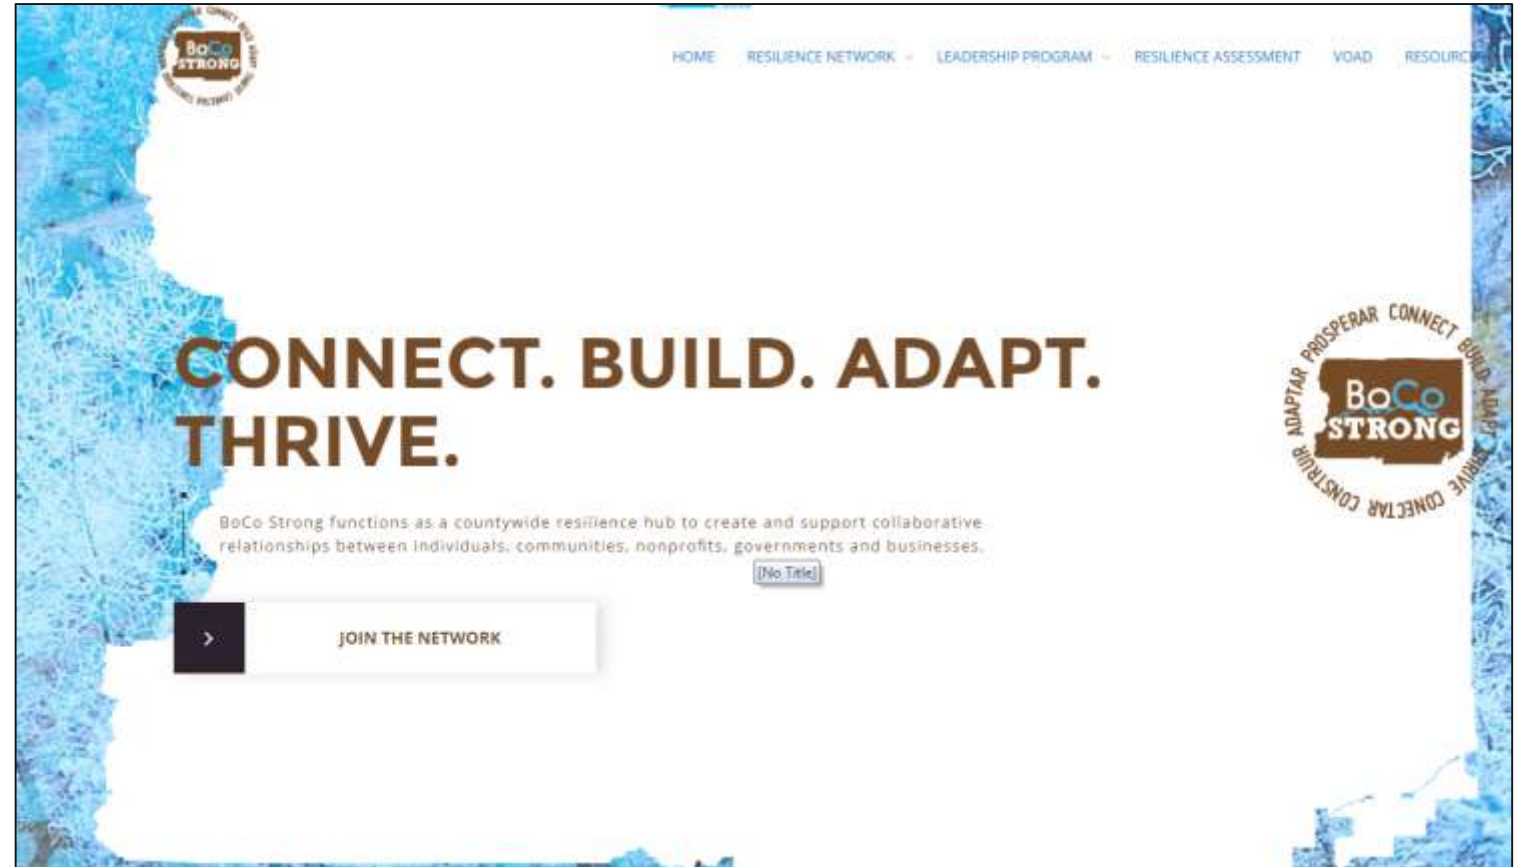 BoCo
STRONG
HOME RESILIENCE NETWORK LEADERSHIP PROGRAM RESILIENCE ASSESSMENT VOAD
CONNECT. BUILD. ADAPT.
THRIVE.
BoCo Strong functions as a countywide resilience hub to create and support collaborative
relationships between individuals, communities, nonprofits, governments and businesses.
[No Title]
> JOIN THE NETWORK
CONNECT BUILD ADAPT THRIVE CONECTAR CONSTRUIR ADAPTAR PROSPERAR
BoCo
STRONG